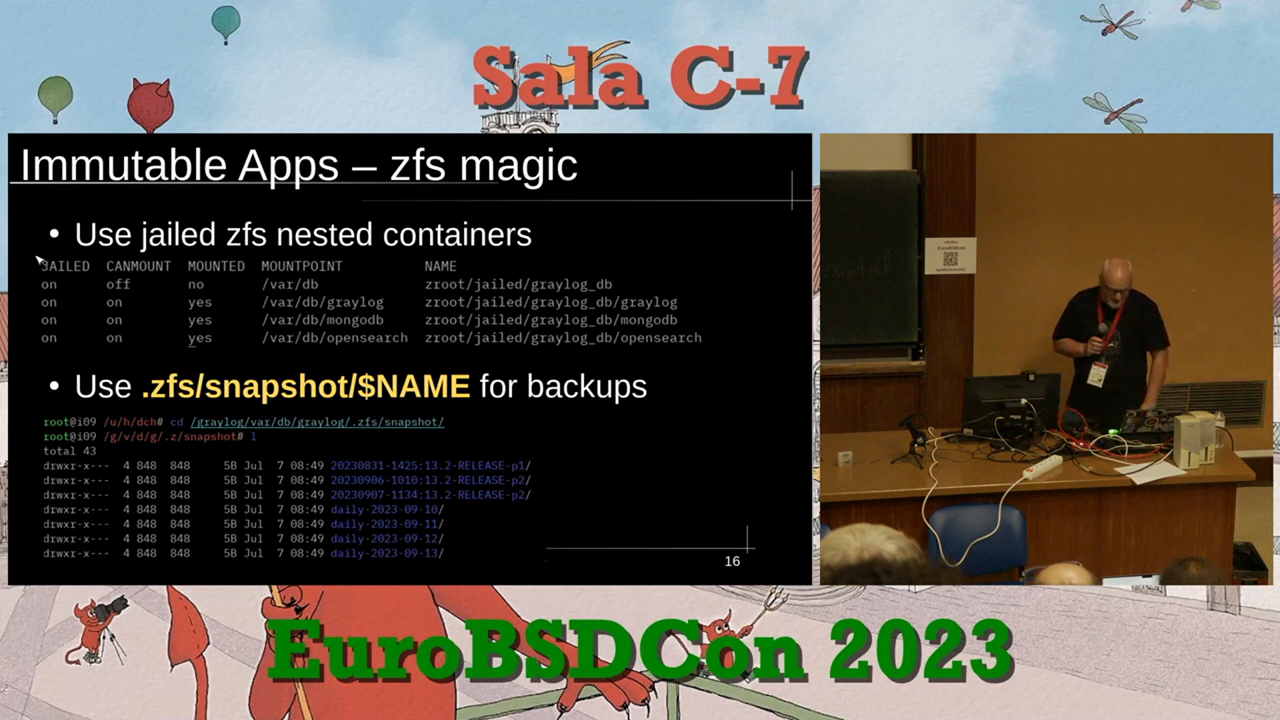 Sala C-7
Immutable Apps – zfs magic
• Use jailed zfs nested containers
JAILED CANMOUNT MOUNTED MOUNTPOINT NAME
on off no /var/db zroot/jailed/graylog_db
on on yes /var/db/graylog zroot/jailed/graylog_db/graylog
on on yes /var/db/mongodb zroot/jailed/graylog_db/mongodb
on on yes /var/db/opensearch zroot/jailed/graylog_db/opensearch
• Use .zfs/snapshot/$NAME for backups
root@i09 /u/h/dch# cd /graylog/var/db/graylog/.zfs/snapshot/
root@i09 /g/v/d/g/.z/snapshot# l
total 43
drwxr-x--- 4 848 848 5B Jul 7 08:49 20230831-1425:13.2-RELEASE-p1/
drwxr-x--- 4 848 848 5B Jul 7 08:49 20230906-1010:13.2-RELEASE-p2/
drwxr-x--- 4 848 848 5B Jul 7 08:49 20230907-1134:13.2-RELEASE-p2/
drwxr-x--- 4 848 848 5B Jul 7 08:49 daily-2023-09-10/
drwxr-x--- 4 848 848 5B Jul 7 08:49 daily-2023-09-11/
drwxr-x--- 4 848 848 5B Jul 7 08:49 daily-2023-09-12/
drwxr-x--- 4 848 848 5B Jul 7 08:49 daily-2023-09-13/
16
EuroBSDCon 2023